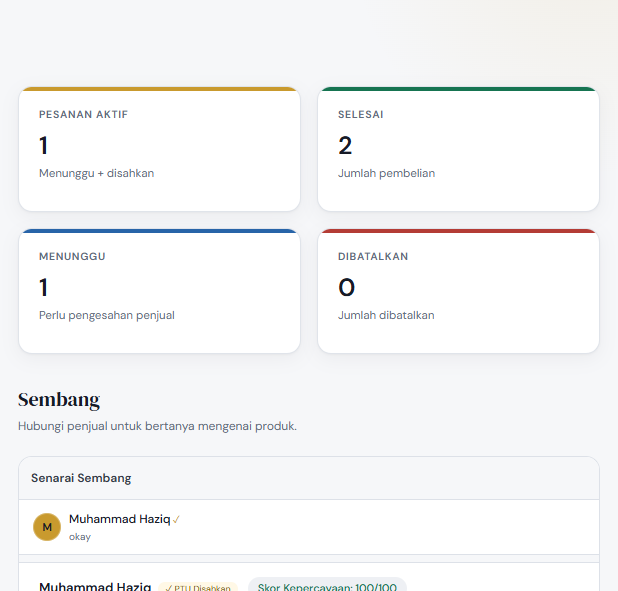 PESANAN AKTIF
1
Menunggu + disahkan
SELESAI
2
Jumlah pembelian
MENUNGGU
1
Perlu pengesahan penjual
DIBATALKAN
0
Jumlah dibatalkan
Sembang
Hubungi penjual untuk bertanya mengenai produk.
Senarai Sembang
M
Muhammad Haziq ✓
okay
Muhammad Haziq ✓ PTU Disahkan Skor Kepercayaan: 100/100